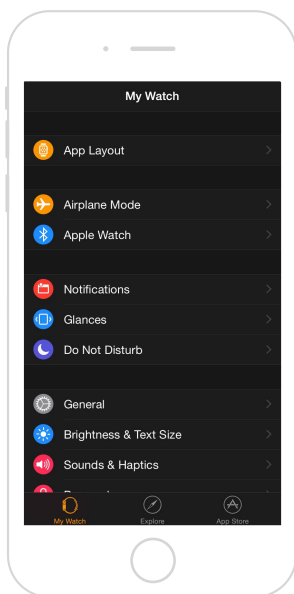 My Watch
App Layout
Airplane Mode
Apple Watch
Notifications
Glances
Do Not Disturb
General
Brightness & Text Size
Sounds & Haptics
My Watch
Explore
App Store